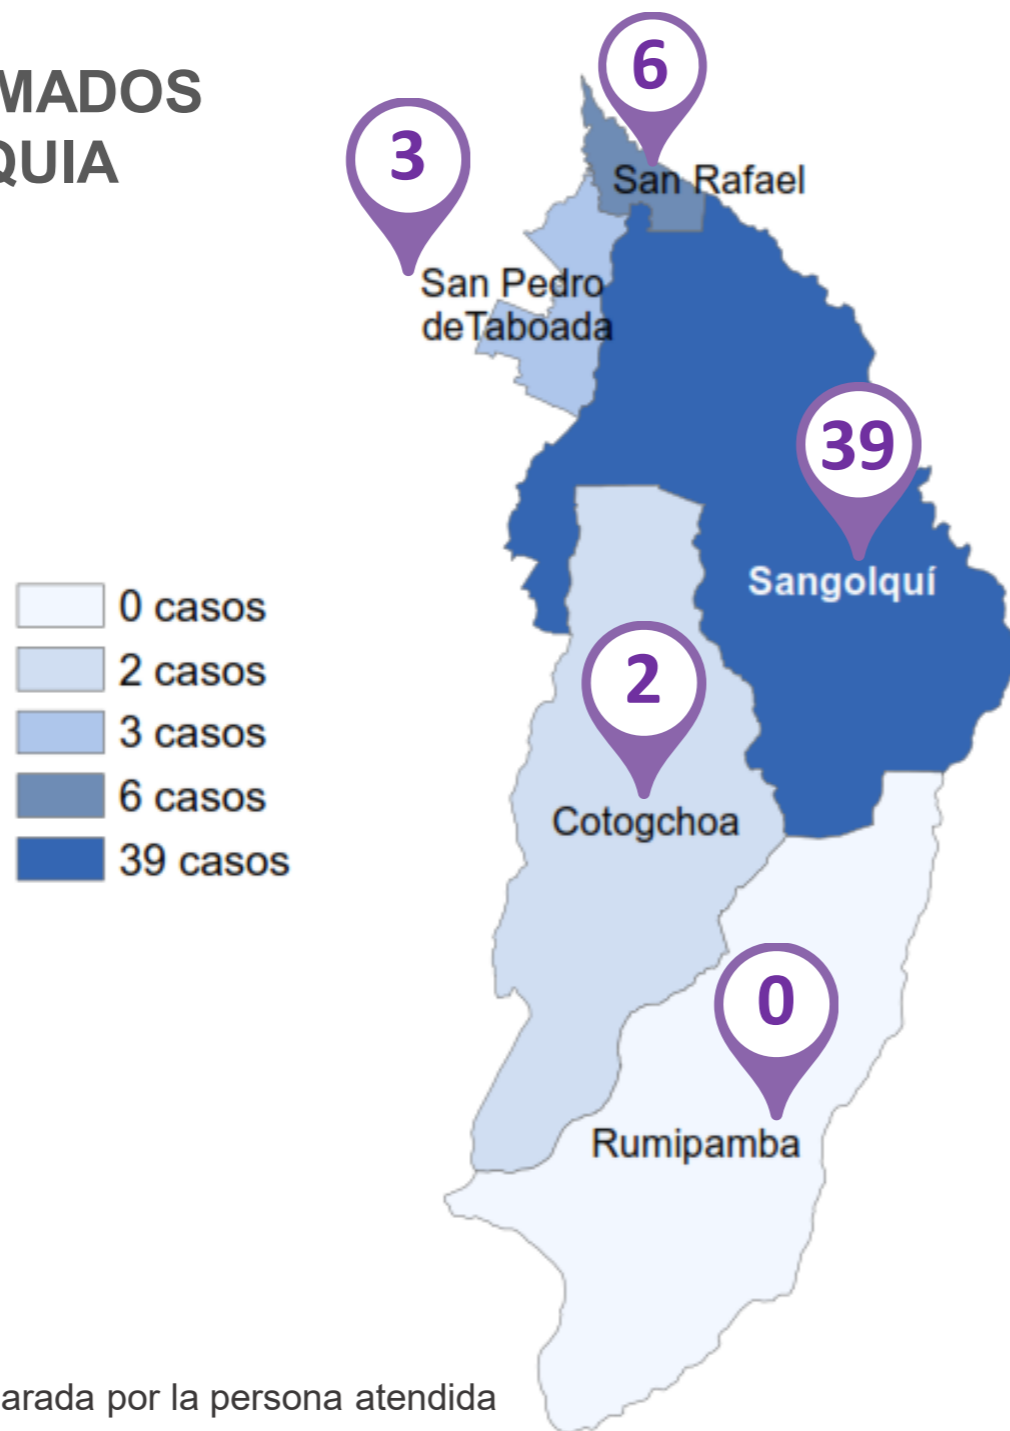 MADOS
QUIA
6
3
San Rafael
San Pedro
deTaboada
39
Sangolquí
0 casos
2 casos
3 casos
6 casos
39 casos
2
Cotogchoa
0
Rumipamba
arada por la persona atendida